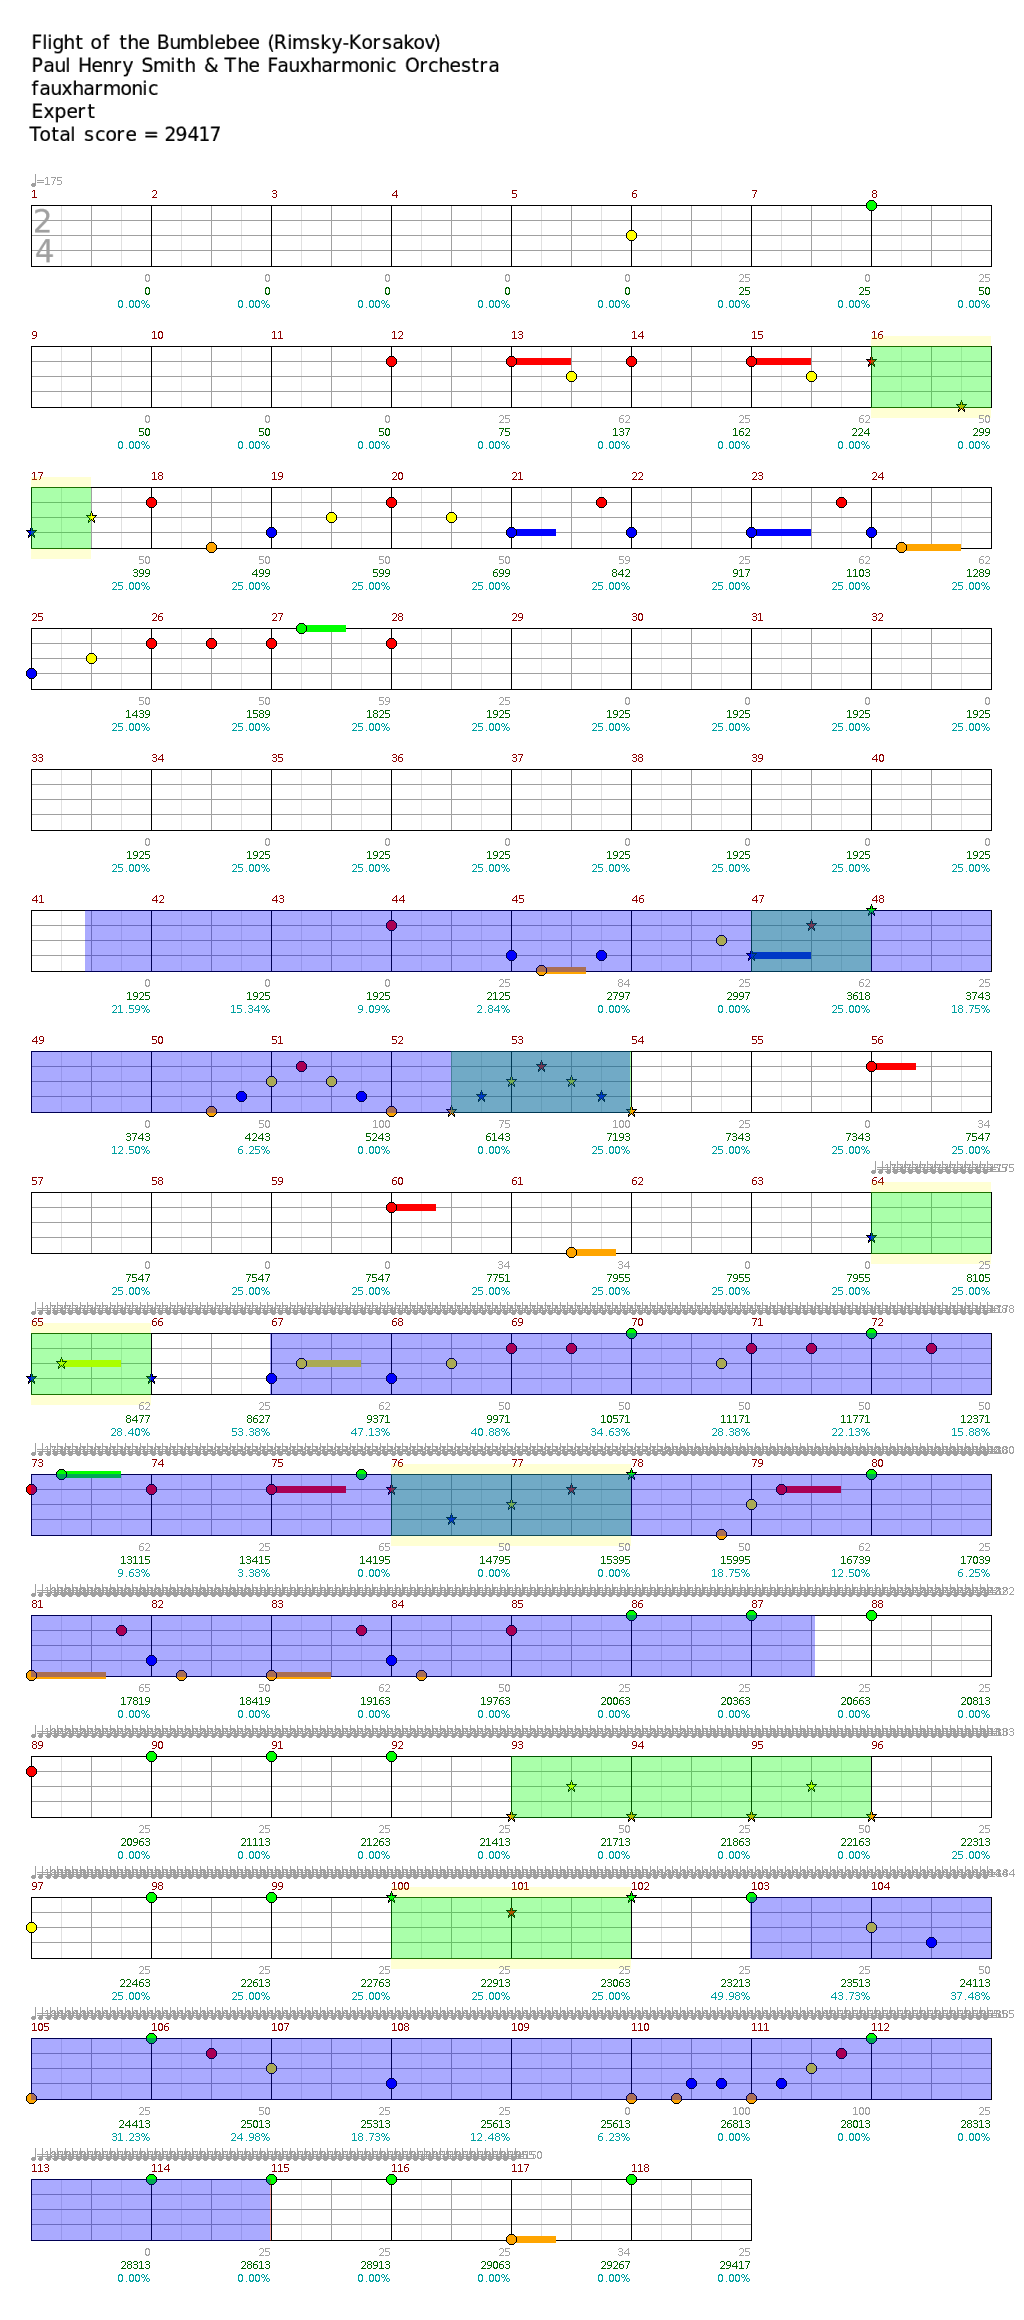 Flight of the Bumblebee (Rimsky-Korsakov)
Paul Henry Smith & The Fauxharmonic Orchestra
fauxharmonic
Expert
Total score = 29417
♩=175
1 2 3 4 5 6 7 8
2
4
0 0 0 0 0 25 0 25
0 0 0 0 0 25 25 50
0.00% 0.00% 0.00% 0.00% 0.00% 0.00% 0.00% 0.00%
9 10 11 12 13 14 15 16
0 0 0 25 62 25 62 50
50 50 50 75 137 162 224 299
0.00% 0.00% 0.00% 0.00% 0.00% 0.00% 0.00% 0.00%
17 18 19 20 21 22 23 24
50 50 50 50 59 25 63 62
399 499 599 699 842 917 1103 1289
25.00% 25.00% 25.00% 25.00% 25.00% 25.00% 25.00% 25.00%
25 26 27 28 29 30 31 32
50 50 59 25 0 0 0 0
1439 1589 1825 1925 1925 1925 1925 1925
25.00% 25.00% 25.00% 25.00% 25.00% 25.00% 25.00% 25.00%
33 34 35 36 37 38 39 40
0 0 0 0 0 0 0 0
1925 1925 1925 1925 1925 1925 1925 1925
25.00% 25.00% 25.00% 25.00% 25.00% 25.00% 25.00% 25.00%
41 42 43 44 45 46 47 48
0 0 0 25 84 25 62 25
1925 1925 1925 2125 2797 2997 3618 3743
21.59% 15.34% 9.09% 2.84% 0.00% 0.00% 25.00% 18.75%
49 50 51 52 53 54 55 56
0 50 100 75 100 25 0 34
3743 4243 5243 6143 7193 7343 7343 7547
12.50% 6.25% 0.00% 0.00% 25.00% 25.00% 25.00% 25.00%
57 58 59 60 61 62 63 64
0 0 0 34 34 0 0 25
7547 7547 7547 7751 7955 7955 7955 8105
25.00% 25.00% 25.00% 25.00% 25.00% 25.00% 25.00% 25.00%
65 66 67 68 69 70 71 72
62 25 62 50 50 50 50 50
8477 8627 9371 9971 10571 11171 11771 12371
28.40% 53.38% 47.13% 40.88% 34.63% 28.38% 22.13% 15.88%
73 74 75 76 77 78 79 80
62 25 65 50 50 50 62 25
13115 13415 14195 14795 15395 15995 16739 17039
9.63% 3.38% 0.00% 0.00% 0.00% 18.75% 12.50% 6.25%
81 82 83 84 85 86 87 88
65 50 62 50 25 25 25 25
17819 18419 19163 19763 20063 20363 20663 20813
0.00% 0.00% 0.00% 0.00% 0.00% 0.00% 0.00% 0.00%
89 90 91 92 93 94 95 96
25 25 25 25 50 25 50 25
20963 21113 21263 21413 21713 21863 22163 22313
0.00% 0.00% 0.00% 0.00% 0.00% 0.00% 0.00% 25.00%
97 98 99 100 101 102 103 104
25 25 25 25 25 25 25 50
22463 22613 22763 22913 23063 23213 23513 24113
25.00% 25.00% 25.00% 25.00% 25.00% 49.98% 43.73% 37.48%
105 106 107 108 109 110 111 112
25 50 25 25 0 100 100 25
24413 25013 25313 25613 25613 26813 28013 28313
31.23% 24.98% 18.73% 12.48% 6.23% 0.00% 0.00% 0.00%
113 114 115 116 117 118
0 25 25 25 34 25
28313 28613 28913 29063 29267 29417
0.00% 0.00% 0.00% 0.00% 0.00% 0.00%